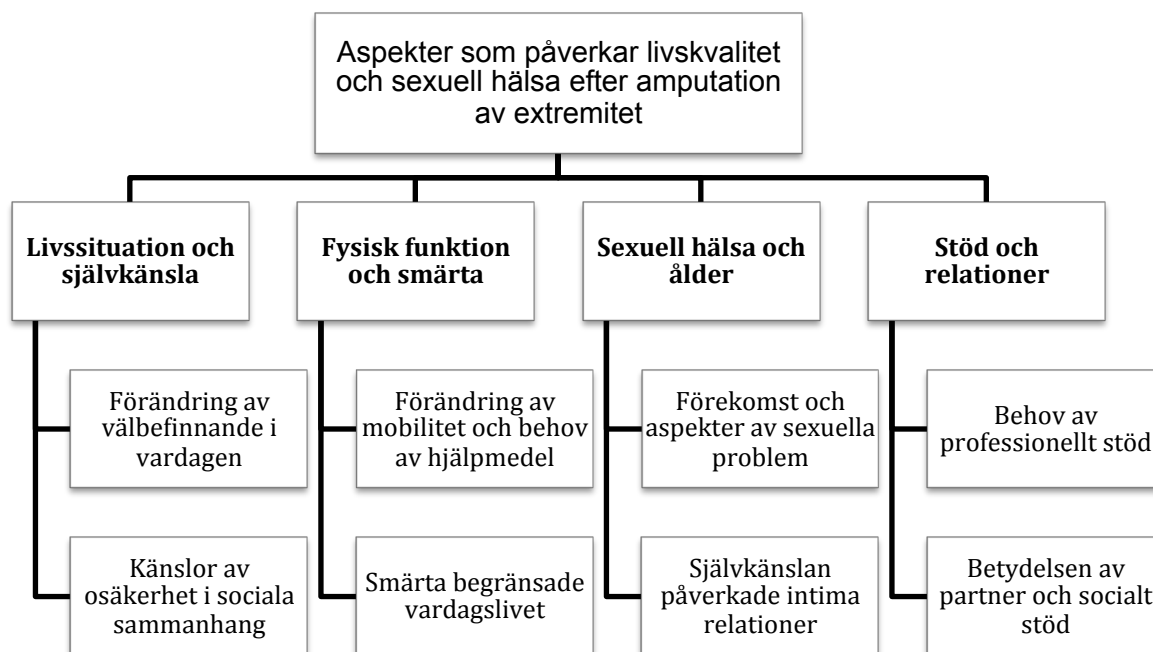 Aspekter som påverkar livskvalitet
och sexuell hälsa efter amputation
av extremitet
Livssituation och
självkänsla
Fysisk funktion
och smärta
Sexuell hälsa och
ålder
Stöd och
relationer
Förändring av
välbefinnande i
vardagen
Förändring av
mobilitet och behov
av hjälpmedel
Förekomst och
aspekter av sexuella
problem
Behov av
professionellt stöd
Känslor av
osäkerhet i sociala
sammanhang
Smärta begränsade
vardagslivet
Självkänslan
påverkade intima
relationer
Betydelsen av
partner och socialt
stöd